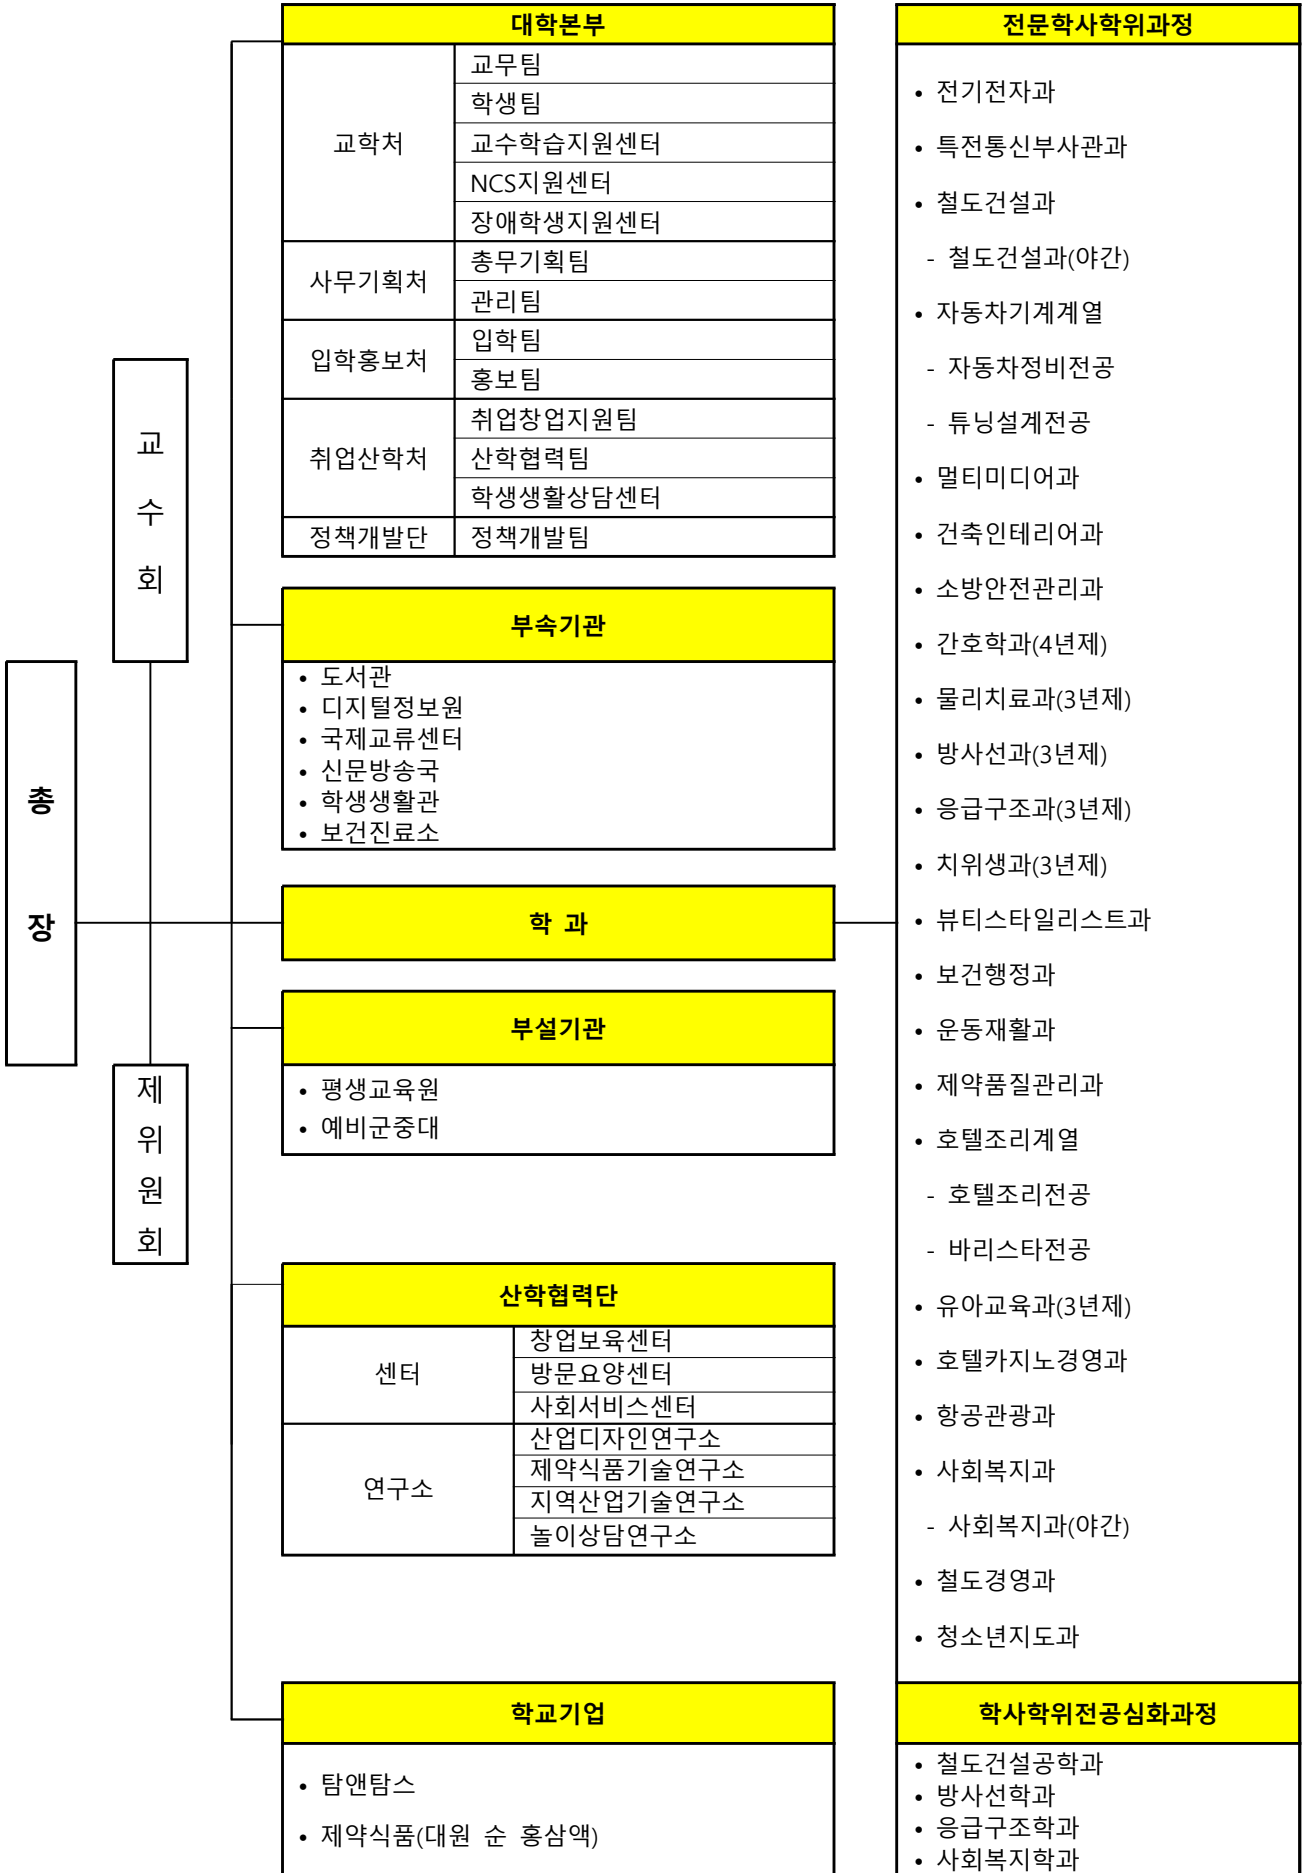 총
장
교
수
회
제
위
원
회
대학본부
교학처
교무팀
학생팀
교수학습지원센터
NCS지원센터
장애학생지원센터
사무기획처
총무기획팀
관리팀
입학홍보처
입학팀
홍보팀
취업산학처
취업창업지원팀
산학협력팀
학생생활상담센터
정책개발단
정책개발팀
부속기관
• 도서관
• 디지털정보원
• 국제교류센터
• 신문방송국
• 학생생활관
• 보건진료소
학 과
부설기관
• 평생교육원
• 예비군중대
산학협력단
센터
창업보육센터
방문요양센터
사회서비스센터
연구소
산업디자인연구소
제약식품기술연구소
지역산업기술연구소
놀이상담연구소
학교기업
• 탐앤탐스
• 제약식품(대원 순 홍삼액)
전문학사학위과정
• 전기전자과
• 특전통신부사관과
• 철도건설과
- 철도건설과(야간)
• 자동차기계계열
- 자동차정비전공
- 튜닝설계전공
• 멀티미디어과
• 건축인테리어과
• 소방안전관리과
• 간호학과(4년제)
• 물리치료과(3년제)
• 방사선과(3년제)
• 응급구조과(3년제)
• 치위생과(3년제)
• 뷰티스타일리스트과
• 보건행정과
• 운동재활과
• 제약품질관리과
• 호텔조리계열
- 호텔조리전공
- 바리스타전공
• 유아교육과(3년제)
• 호텔카지노경영과
• 항공관광과
• 사회복지과
- 사회복지과(야간)
• 철도경영과
• 청소년지도과
학사학위전공심화과정
• 철도건설공학과
• 방사선학과
• 응급구조학과
• 사회복지학과